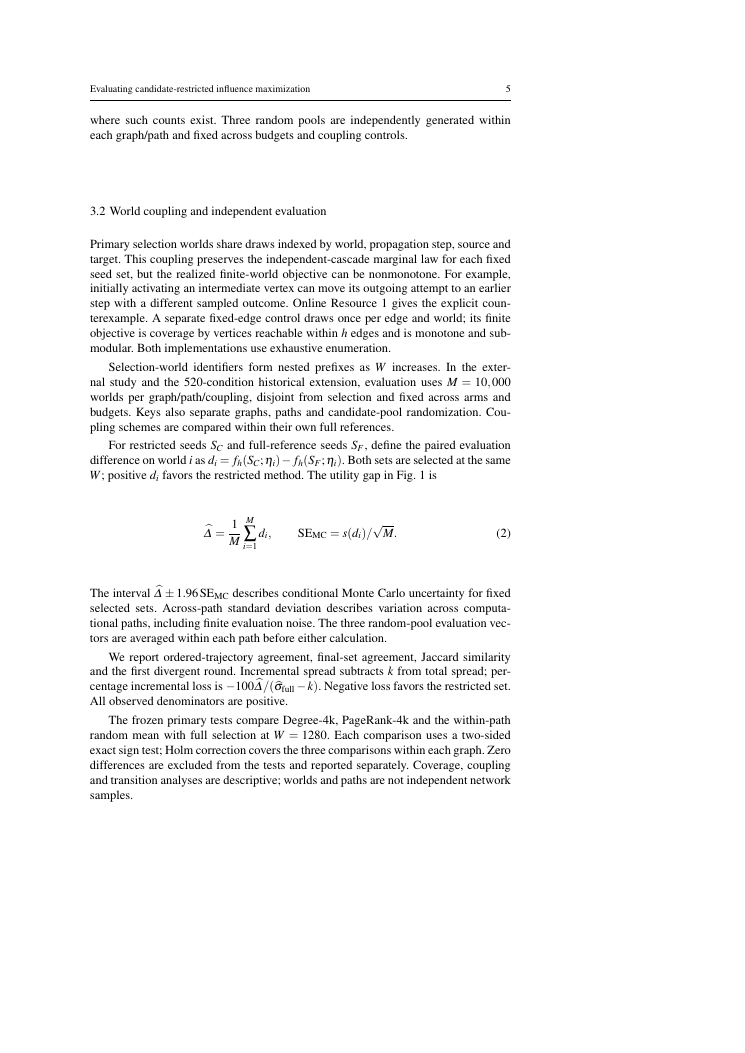 Evaluating candidate-restricted influence maximization 5
where such counts exist. Three random pools are independently generated within
each graph/path and fixed across budgets and coupling controls.
3.2 World coupling and independent evaluation
Primary selection worlds share draws indexed by world, propagation step, source and
target. This coupling preserves the independent-cascade marginal law for each fixed
seed set, but the realized finite-world objective can be nonmonotone. For example,
initially activating an intermediate vertex can move its outgoing attempt to an earlier
step with a different sampled outcome. Online Resource 1 gives the explicit coun-
terexample. A separate fixed-edge control draws once per edge and world; its finite
objective is coverage by vertices reachable within h edges and is monotone and sub-
modular. Both implementations use exhaustive enumeration.
Selection-world identifiers form nested prefixes as W increases. In the exter-
nal study and the 520-condition historical extension, evaluation uses M = 10,000
worlds per graph/path/coupling, disjoint from selection and fixed across arms and
budgets. Keys also separate graphs, paths and candidate-pool randomization. Cou-
pling schemes are compared within their own full references.
For restricted seeds S_C and full-reference seeds S_F, define the paired evaluation
difference on world i as d_i = f_h(S_C; η_i) − f_h(S_F; η_i). Both sets are selected at the same
W; positive d_i favors the restricted method. The utility gap in Fig. 1 is
Δ̂ = 1/M ∑_{i=1}^{M} d_i, SE_MC = s(d_i)/√M. (2)
The interval Δ̂ ± 1.96 SE_MC describes conditional Monte Carlo uncertainty for fixed
selected sets. Across-path standard deviation describes variation across computa-
tional paths, including finite evaluation noise. The three random-pool evaluation vec-
tors are averaged within each path before either calculation.
We report ordered-trajectory agreement, final-set agreement, Jaccard similarity
and the first divergent round. Incremental spread subtracts k from total spread; per-
centage incremental loss is −100Δ̂/(σ̂_full − k). Negative loss favors the restricted set.
All observed denominators are positive.
The frozen primary tests compare Degree-4k, PageRank-4k and the within-path
random mean with full selection at W = 1280. Each comparison uses a two-sided
exact sign test; Holm correction covers the three comparisons within each graph. Zero
differences are excluded from the tests and reported separately. Coverage, coupling
and transition analyses are descriptive; worlds and paths are not independent network
samples.